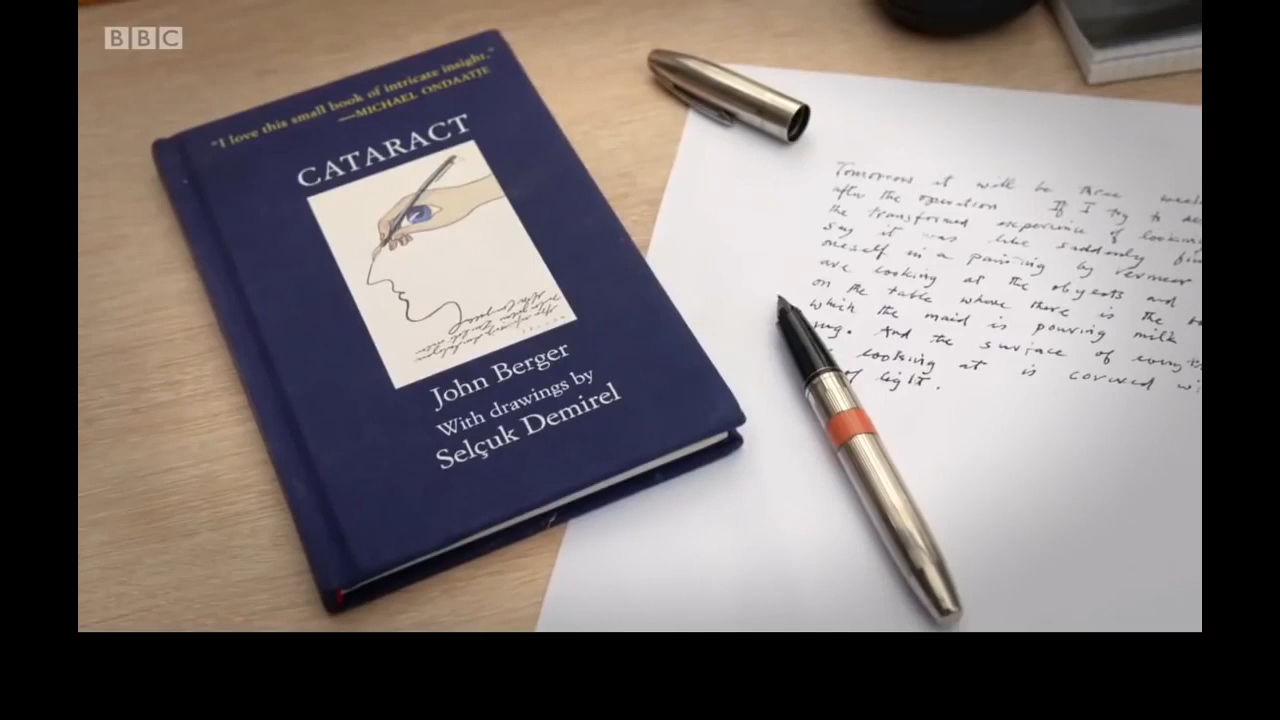 BBC
"I love this small book of intricate insight."
—MICHAEL ONDAATJE
CATARACT
John Berger
With drawings by
Selçuk Demirel
Tomorrow it will be three
after the operation If I try to
the transformed experience of looking
say it was like suddenly
oneself in a painting by vermeer
are looking at the objects and
on the table whose there is the
which the maid is pouring milk
And the surface of
looking at is covered
of light.